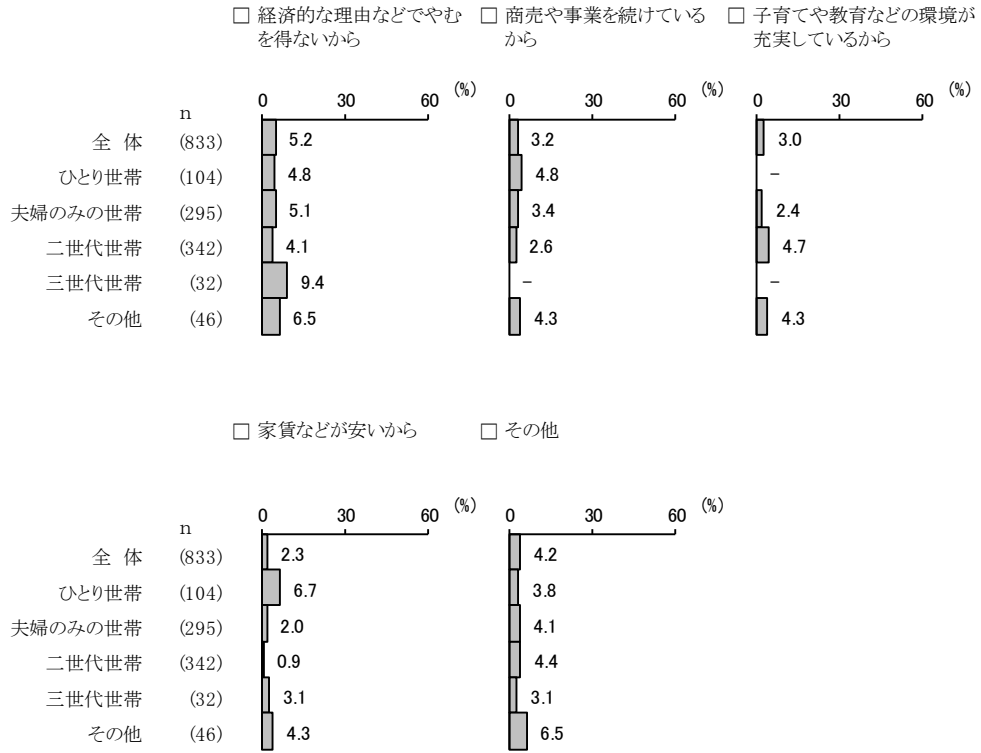 □ 経済的な理由などでやむを得ないから
□ 商売や事業を続けているから
□ 子育てや教育などの環境が充実しているから
0 30 60 (%) 0 30 60 (%) 0 30 60 (%)
n
全 体 (833) 5.2 3.2 3.0
ひとり世帯 (104) 4.8 4.8 -
夫婦のみの世帯 (295) 5.1 3.4 2.4
二世代世帯 (342) 4.1 2.6 4.7
三世代世帯 (32) 9.4 - -
その他 (46) 6.5 4.3 4.3
□ 家賃などが安いから □ その他
0 30 60 (%) 0 30 60 (%)
n
全 体 (833) 2.3 4.2
ひとり世帯 (104) 6.7 3.8
夫婦のみの世帯 (295) 2.0 4.1
二世代世帯 (342) 0.9 4.4
三世代世帯 (32) 3.1 3.1
その他 (46) 4.3 6.5